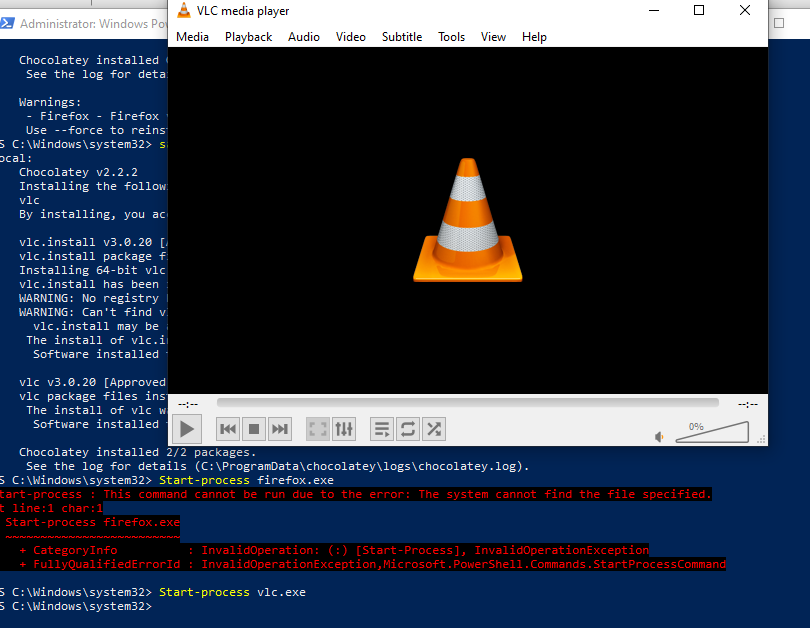 Administrator: Windows
VLC media player
Media Playback Audio Video Subtitle Tools View Help
Chocolatey installed
See the log for deta
Warnings:
- Firefox - Firefox
Use --force to reins
S C:\Windows\system32>
ocal:
Chocolatey v2.2.2
Installing the follow
vlc
By installing, you
vlc.install v3.0.20 [
vlc.install package
Installing 64-bit vlc
vlc.install has been
WARNING: No registry
WARNING: Can't find
vlc.install may be
The install of vlc.i
Software installed
vlc v3.0.20 [Approved
vlc package files ins
The install of vlc
Software installed
--:-- --:--
0%
Chocolatey installed 2/2 packages.
See the log for details (C:\ProgramData\chocolatey\logs\chocolatey.log).
S C:\Windows\system32> Start-process firefox.exe
tart-process : This command cannot be run due to the error: The system cannot find the file specified.
t line:1 char:1
Start-process firefox.exe
~~~~~~~~~~~~~~~~~~~~~~~~~
+ CategoryInfo : InvalidOperation: (:) [Start-Process], InvalidOperationException
+ FullyQualifiedErrorId : InvalidOperationException,Microsoft.PowerShell.Commands.StartProcessCommand
S C:\Windows\system32> Start-process vlc.exe
S C:\Windows\system32>